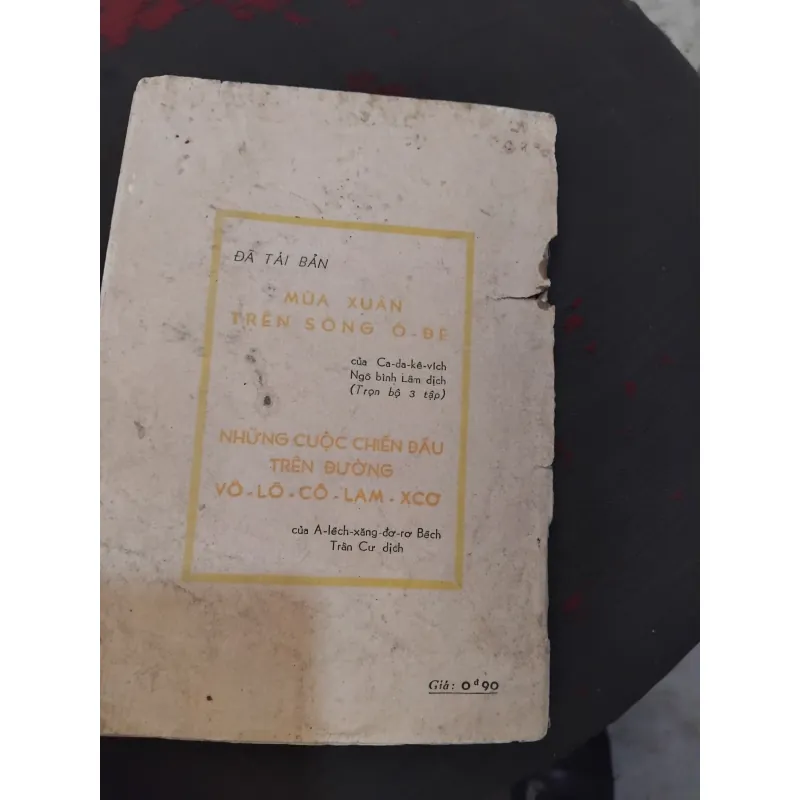 ĐÃ TÁI BẢN
MÙA XUÂN
TRÊN SÔNG Ô-ĐE
của Ca-da-kê-vích
Ngô bình Lâm dịch
(Trọn bộ 3 tập)
NHỮNG CUỘC CHIẾN ĐẤU
TRÊN ĐƯỜNG
VÔ-LÔ-CÔ-LAM-XCƠ
của A-lếch-xăng-đơ-rơ Bếch
Trần Cư dịch
Giá: 0đ90